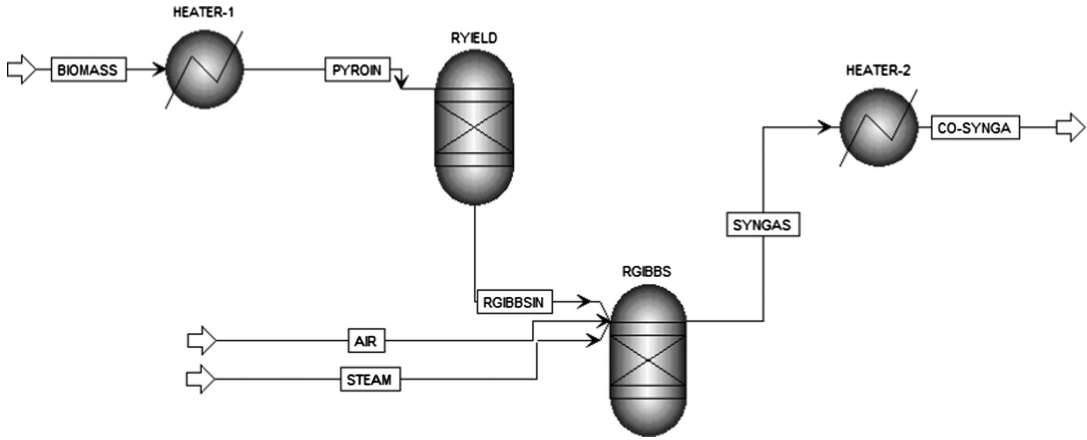 HEATER-1
BIOMASS
PYROIN
RYIELD
HEATER-2
CO-SYNGA
SYNGAS
RGIBBS
RGIBBSIN
AIR
STEAM